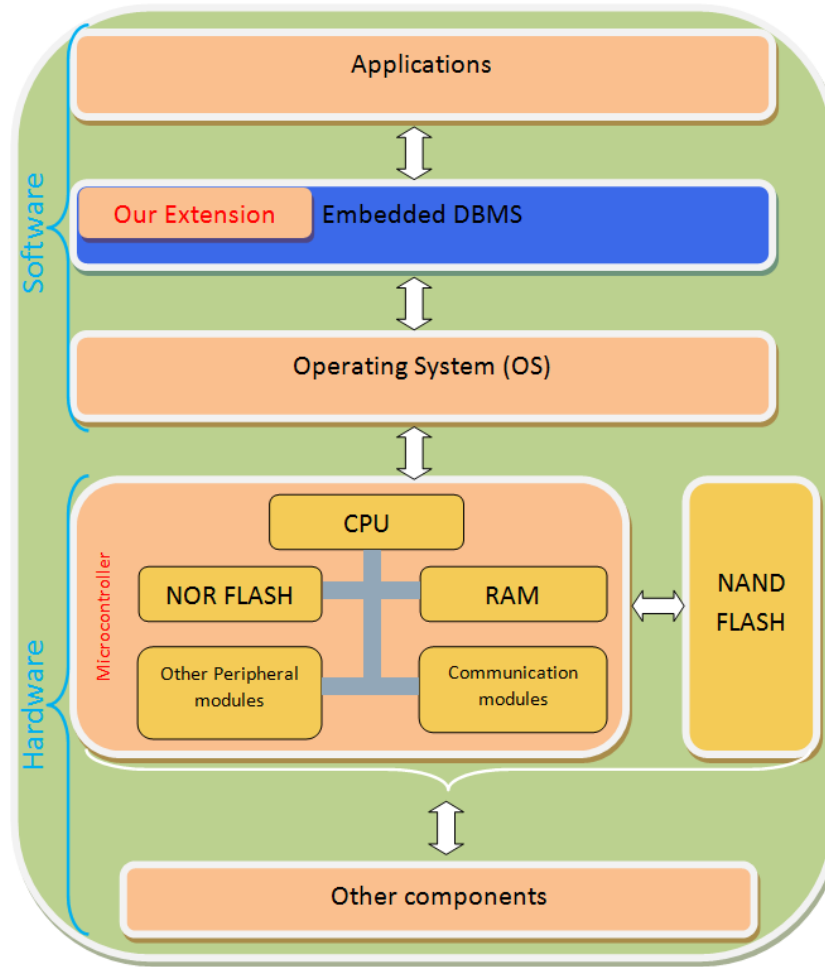 Applications
Our Extension
Embedded DBMS
Operating System (OS)
Software
CPU
NOR FLASH
RAM
Other Peripheral
modules
Communication
modules
Microcontroller
NAND
FLASH
Hardware
Other components